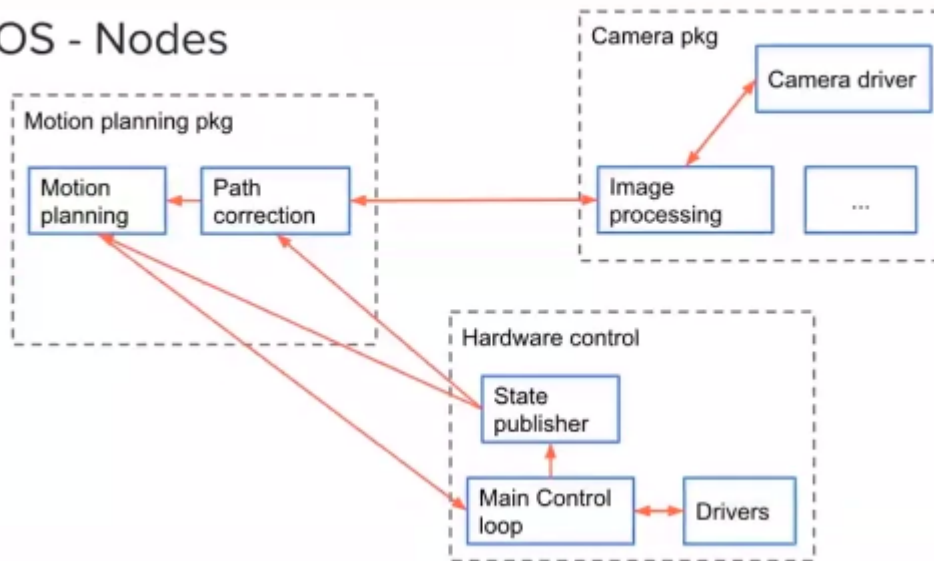 OS - Nodes
Camera pkg
Camera driver
Motion planning pkg
Motion
planning
Path
correction
Image
processing
...
Hardware control
State
publisher
Main Control
loop
Drivers